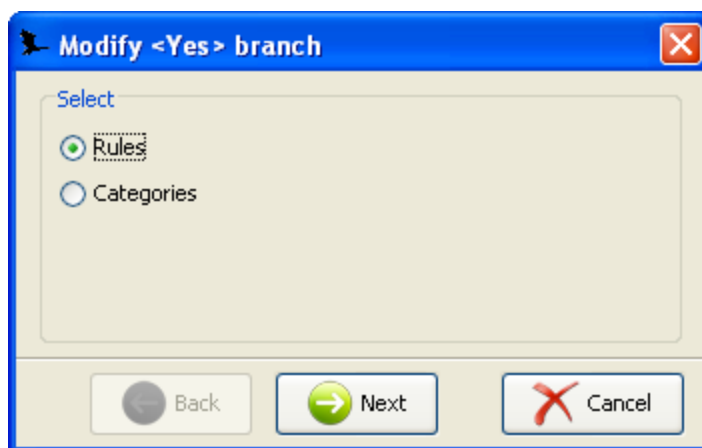 Modify <Yes> branch
Select
Rules
Categories
Back
Next
Cancel